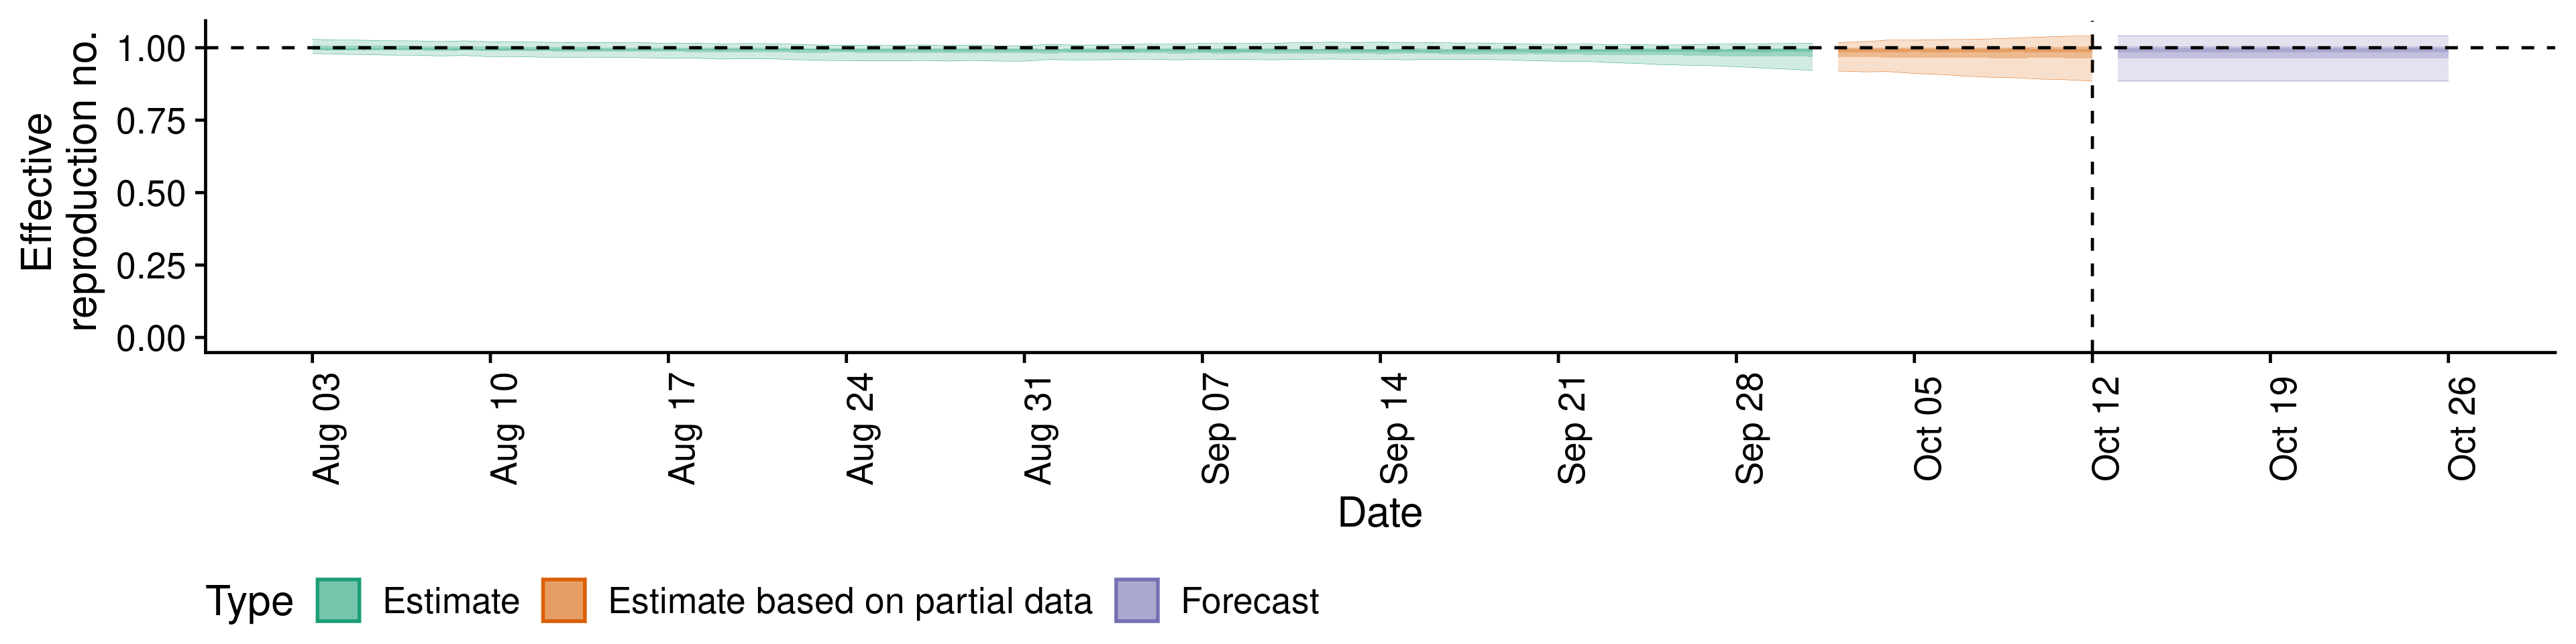 Effective
reproduction no.
1.00
0.75
0.50
0.25
0.00
Aug 03
Aug 10
Aug 17
Aug 24
Aug 31
Sep 07
Sep 14
Sep 21
Sep 28
Oct 05
Oct 12
Oct 19
Oct 26
Date
Type Estimate Estimate based on partial data Forecast